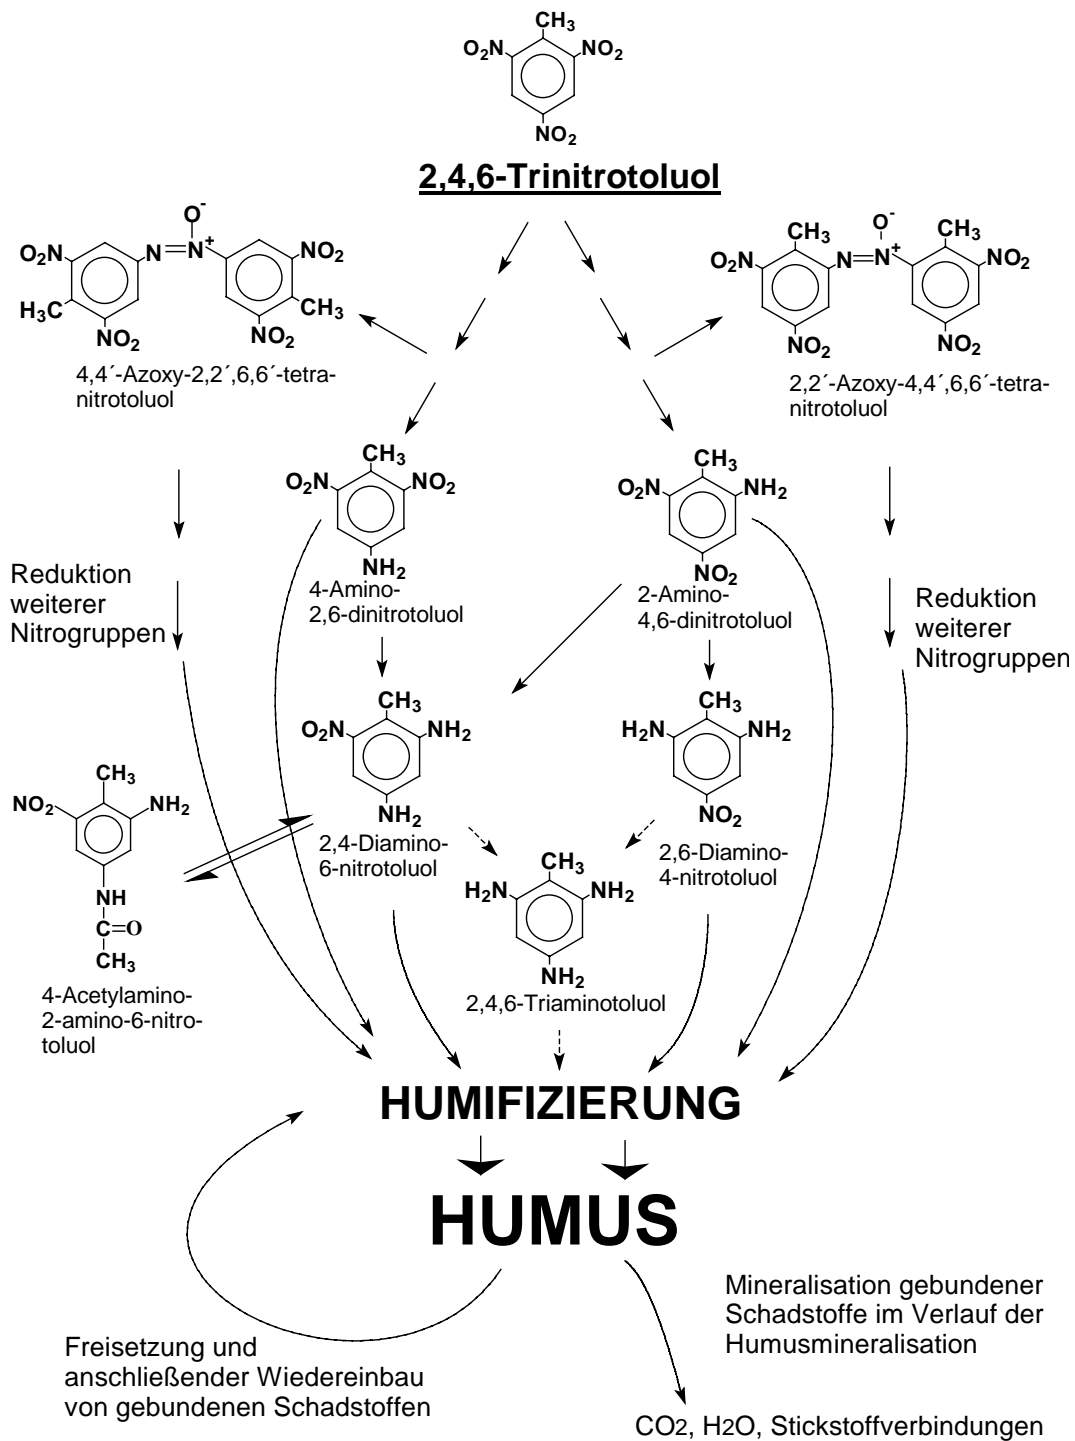 CH3
O2N
NO2
NO2
2,4,6-Trinitrotoluol
O-
O2N
N=N+
NO2
H3C
NO2
NO2
CH3
4,4´-Azoxy-2,2´,6,6´-tetra-
nitrotoluol
O-
CH3
CH3
O2N
N=N+
NO2
NO2
NO2
2,2´-Azoxy-4,4´,6,6´-tetra-
nitrotoluol
CH3
O2N
NO2
NH2
4-Amino-
2,6-dinitrotoluol
CH3
O2N
NH2
NO2
2-Amino-
4,6-dinitrotoluol
Reduktion
weiterer
Nitrogruppen
Reduktion
weiterer
Nitrogruppen
CH3
O2N
NH2
NH2
2,4-Diamino-
6-nitrotoluol
CH3
H2N
NH2
NO2
2,6-Diamino-
4-nitrotoluol
CH3
NO2
NH2
NH
C=O
CH3
4-Acetylamino-
2-amino-6-nitro-
toluol
CH3
H2N
NH2
NH2
2,4,6-Triaminotoluol
HUMIFIZIERUNG
HUMUS
Freisetzung und
anschließender Wiedereinbau
von gebundenen Schadstoffen
Mineralisation gebundener
Schadstoffe im Verlauf der
Humusmineralisation
CO2, H2O, Stickstoffverbindungen